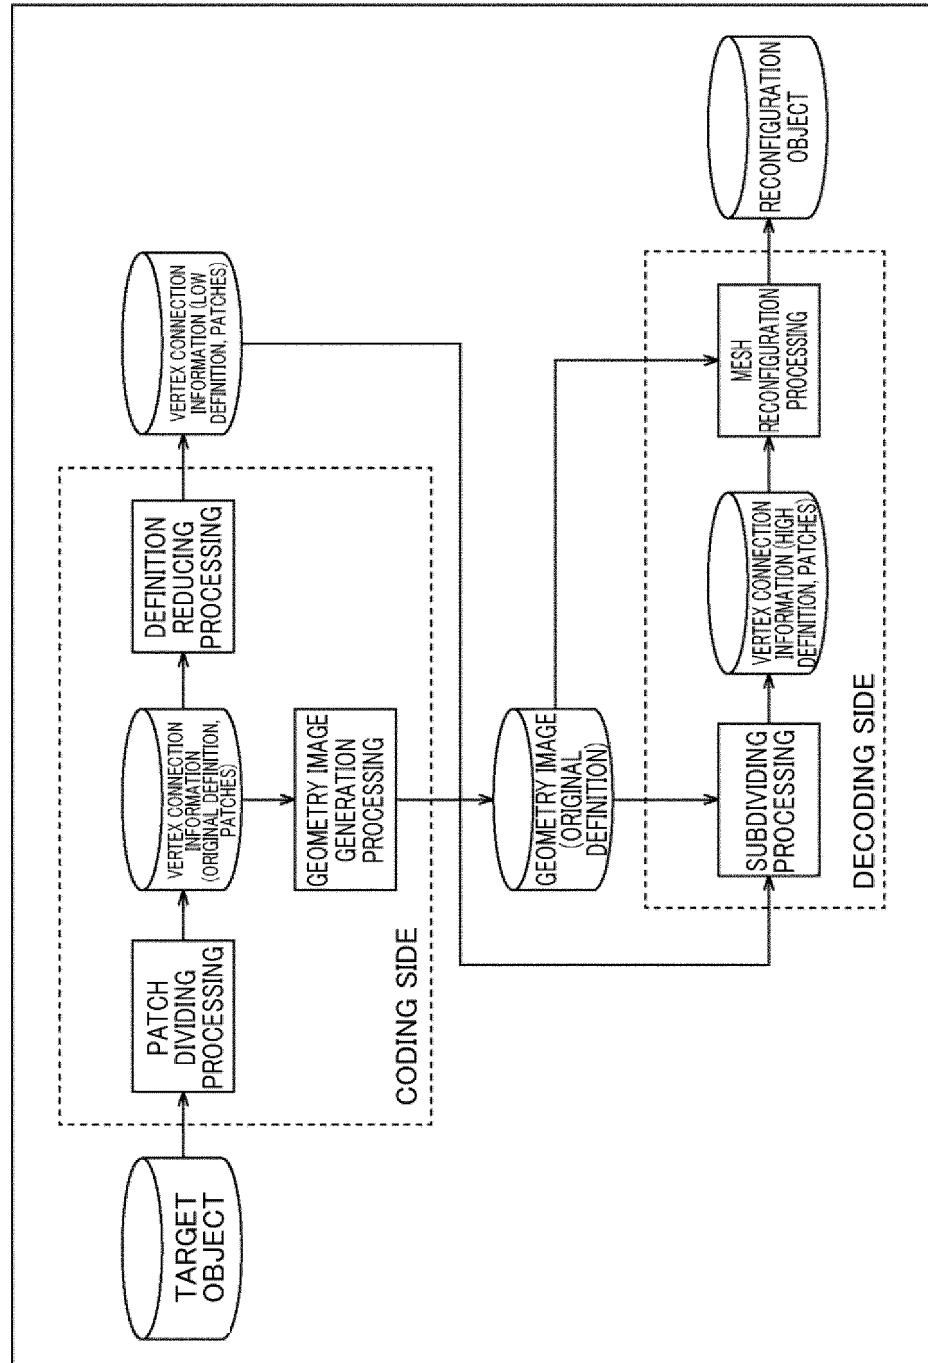 TARGET
OBJECT
PATCH
DIVIDING
PROCESSING
VERTEX CONNECTION
INFORMATION
(ORIGINAL DEFINITION,
PATCHES)
DEFINITION
REDUCING
PROCESSING
VERTEX CONNECTION
INFORMATION (LOW
DEFINITION, PATCHES)
GEOMETRY IMAGE
GENERATION
PROCESSING
CODING SIDE
GEOMETRY IMAGE
(ORIGINAL
DEFINITION)
SUBDIVIDING
PROCESSING
VERTEX CONNECTION
INFORMATION (HIGH
DEFINITION, PATCHES)
MESH
RECONFIGURATION
PROCESSING
RECONFIGURATION
OBJECT
DECODING SIDE